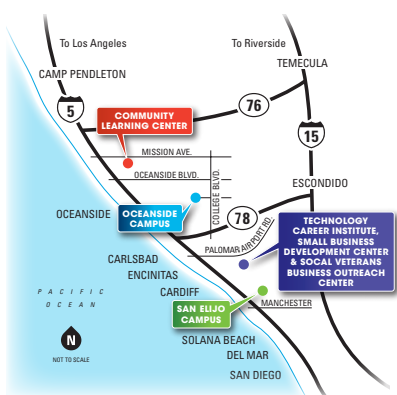 To Los Angeles
To Riverside
TEMECULA
CAMP PENDLETON
5
76
COMMUNITY
LEARNING CENTER
15
MISSION AVE.
OCEANSIDE BLVD.
COLLEGE BLVD.
ESCONDIDO
OCEANSIDE
OCEANSIDE
CAMPUS
78
PALOMAR AIRPORT RD.
TECHNOLOGY
CAREER INSTITUTE,
SMALL BUSINESS
DEVELOPMENT CENTER
& SOCAL VETERANS
BUSINESS OUTREACH
CENTER
CARLSBAD
ENCINITAS
PACIFIC
OCEAN
CARDIFF
SAN ELIJO
CAMPUS
MANCHESTER
N
NOT TO SCALE
SOLANA BEACH
DEL MAR
SAN DIEGO